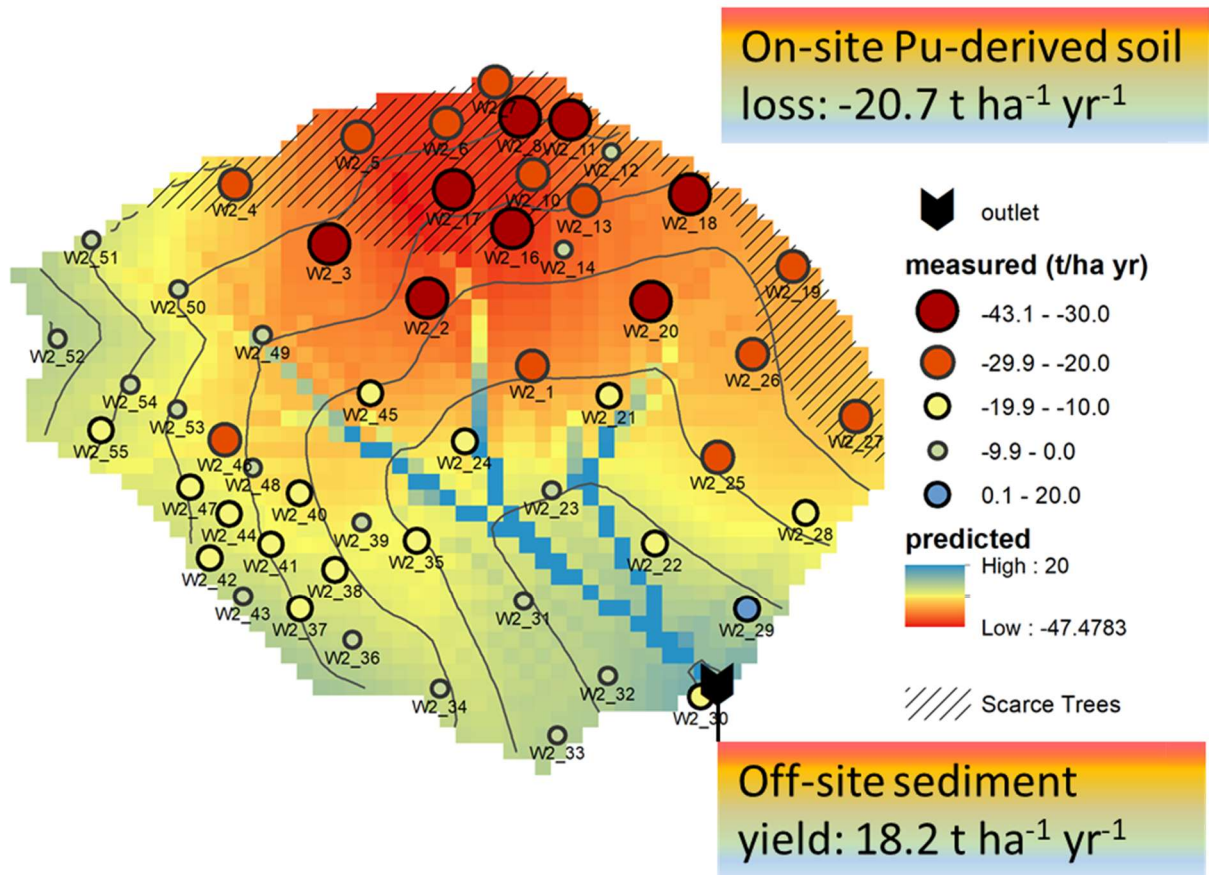 On-site Pu-derived soil
loss: -20.7 t ha-1 yr-1
W2_7
W2_6
W2_8
W2_11
W2_5
W2_12
W2_4
W2_17
W2_10
W2_13
W2_18
W2_51
W2_3
W2_16
W2_14
W2_19
W2_50
W2_2
W2_20
W2_52
W2_49
W2_1
W2_26
W2_54
W2_45
W2_21
W2_53
W2_27
W2_55
W2_46
W2_24
W2_25
W2_48
W2_47
W2_40
W2_23
W2_44
W2_39
W2_28
W2_42
W2_41
W2_35
W2_22
W2_38
W2_43
W2_37
W2_31
W2_29
W2_36
W2_34
W2_32
W2_30
W2_33
outlet
measured (t/ha yr)
-43.1 - -30.0
-29.9 - -20.0
-19.9 - -10.0
-9.9 - 0.0
0.1 - 20.0
predicted
High : 20
Low : -47.4783
Scarce Trees
Off-site sediment
yield: 18.2 t ha-1 yr-1